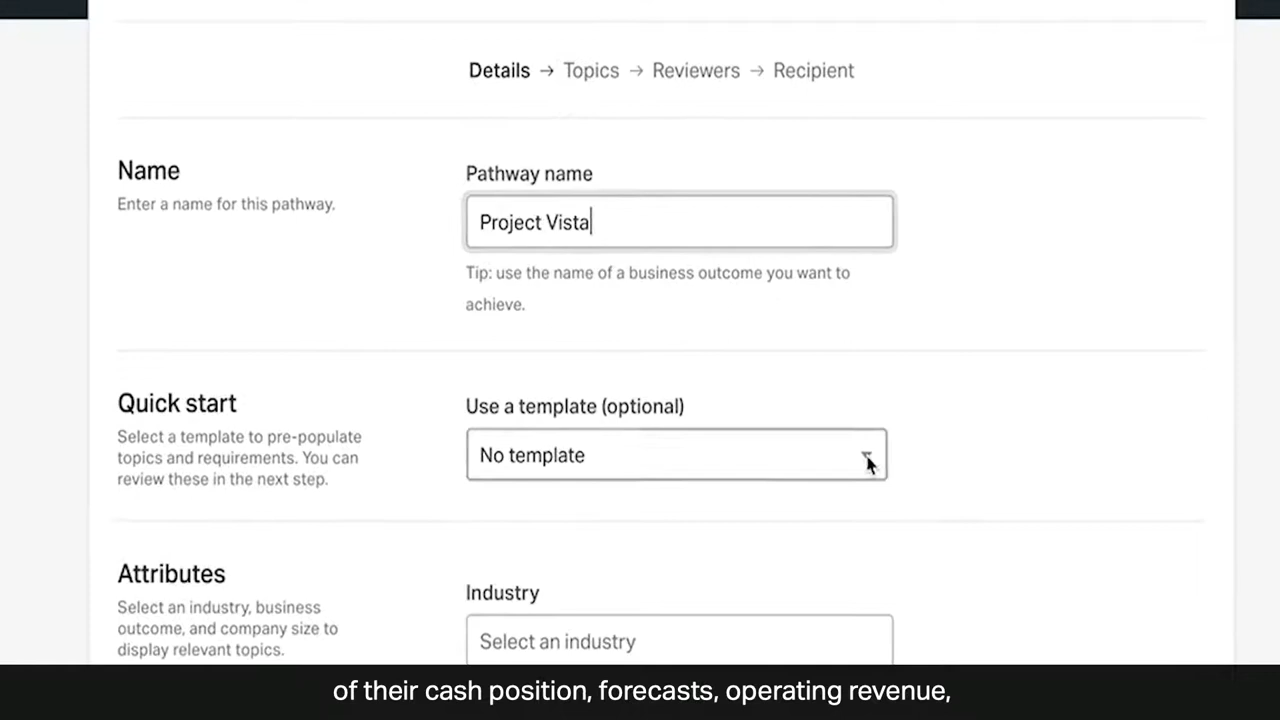 Details → Topics → Reviewers → Recipient
Name
Enter a name for this pathway.
Pathway name
Project Vista
Tip: use the name of a business outcome you want to
achieve.
Quick start
Select a template to pre-populate
topics and requirements. You can
review these in the next step.
Use a template (optional)
No template
Attributes
Select an industry, business
outcome, and company size to
display relevant topics.
Industry
Select an industry
of their cash position, forecasts, operating revenue,